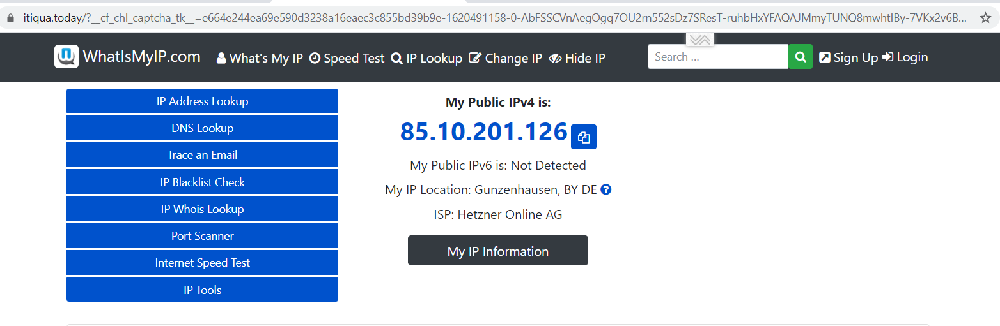 itiqua.today/?__cf_chl_captcha_tk__=e664e244ea69e590d3238a16eaec3c855bd39b9e-1620491158-0-AbFSSCVnAegOgq7OU2rn552sDz7SResT-ruhbHxYFAQAJMmyTUNQ8mwhtIBy-7VKx2v6B...
WhatIsMyIP.com What's My IP Speed Test IP Lookup Change IP Hide IP Search ... Sign Up Login
IP Address Lookup
DNS Lookup
Trace an Email
IP Blacklist Check
IP Whois Lookup
Port Scanner
Internet Speed Test
IP Tools
My Public IPv4 is:
85.10.201.126
My Public IPv6 is: Not Detected
My IP Location: Gunzenhausen, BY DE
ISP: Hetzner Online AG
My IP Information